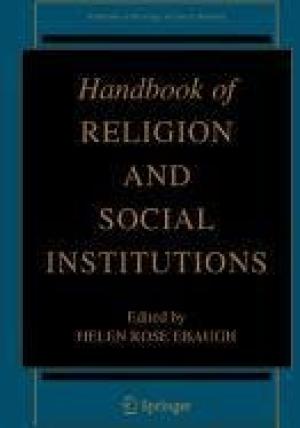 Handbook of
RELIGION
AND
SOCIAL
INSTITUTIONS
Edited by
HELEN ROSE EBAUGH
Springer